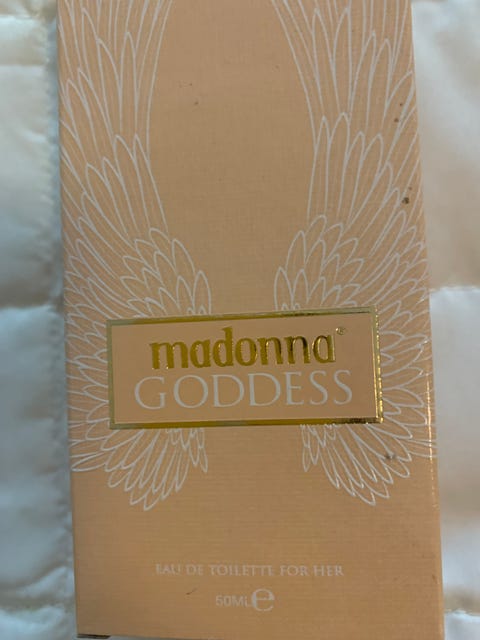 madonna®
GODDESS
EAU DE TOILETTE FOR HER
50ML℮